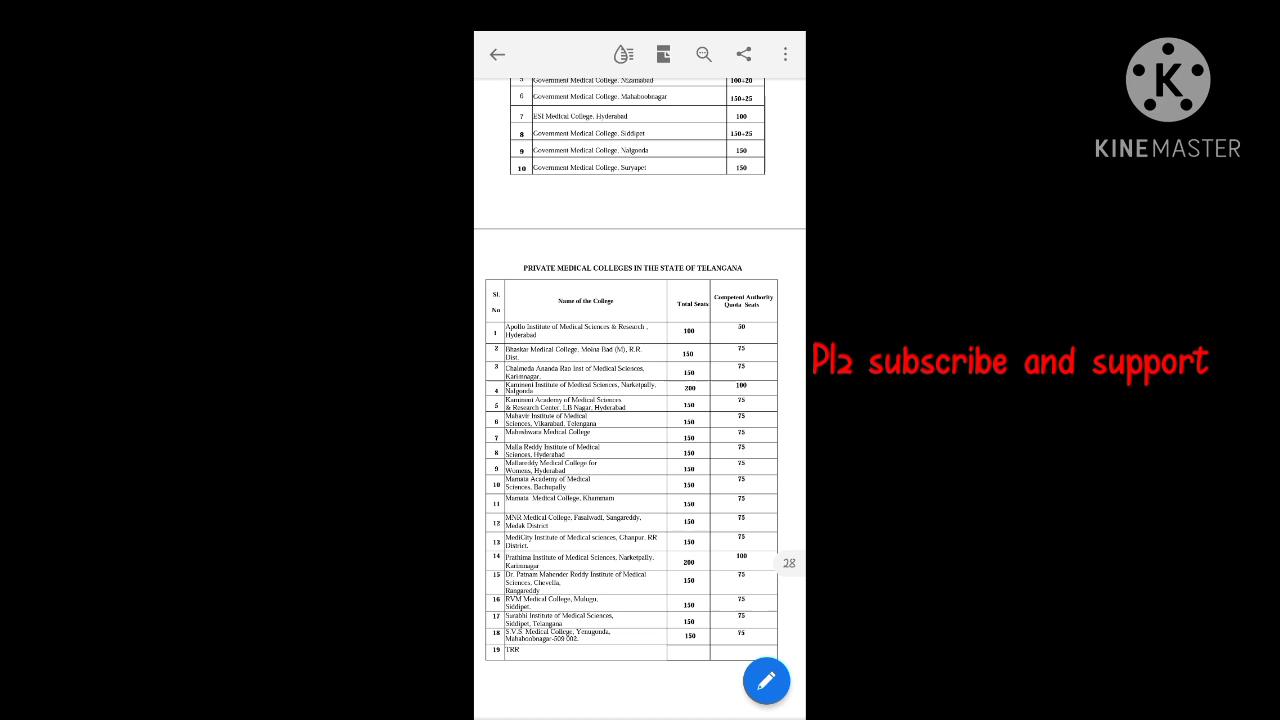 5 Government Medical College, Nizamabad 100+20
6 Government Medical College, Mahaboobnagar 150+25
7 ESI Medical College, Hyderabad 100
8 Government Medical College, Siddipet 150+25
9 Government Medical College, Nalgonda 150
10 Government Medical College, Suryapet 150
PRIVATE MEDICAL COLLEGES IN THE STATE OF TELANGANA
Sl. No Name of the College Total Seats Competent Authority Quota Seats
1 Apollo Institute of Medical Sciences & Research , 100 50
Hyderabad
2 Bhaskar Medical College, Moina Bad (M), R.R. 150 75
Dist.
3 Chalmeda Ananda Rao Inst of Medical Sciences, 150 75
Karimnagar.
4 Kamineni Institute of Medical Sciences, Narketpally, 200 100
Nalgonda
5 Kamineni Academy of Medical Sciences 150 75
& Research Center, LB Nagar, Hyderabad
6 Mahavir Institute of Medical 150 75
Sciences, Vikarabad, Telangana
7 Maheshwara Medical College 150 75
8 Malla Reddy Institute of Medical 150 75
Sciences, Hyderabad
9 Mallareddy Medical College for 150 75
Womens, Hyderabad
10 Mamata Academy of Medical 150 75
Sciences, Bachupally
11 Mamata Medical College, Khammam 150 75
12 MNR Medical College, Fasalwadi, Sangareddy, 150 75
Medak District
13 MediCity Institute of Medical sciences, Ghanpur, RR 150 75
District.
14 Prathima Institute of Medical Sciences, Narketpally, 200 100
Karimnagar
15 Dr. Patnam Mahender Reddy Institute of Medical 150 75
Sciences, Chevella,
Rangareddy
16 RVM Medical College, Mulugu, 150 75
Siddipet.
17 Surabhi Institute of Medical Sciences, 150 75
Siddipet, Telangana
18 S.V.S Medical College, Yenugonda, 150 75
Mahaboobnagar-509 002.
19 TRR
28
K
KINEMASTER
Plz subscribe and support